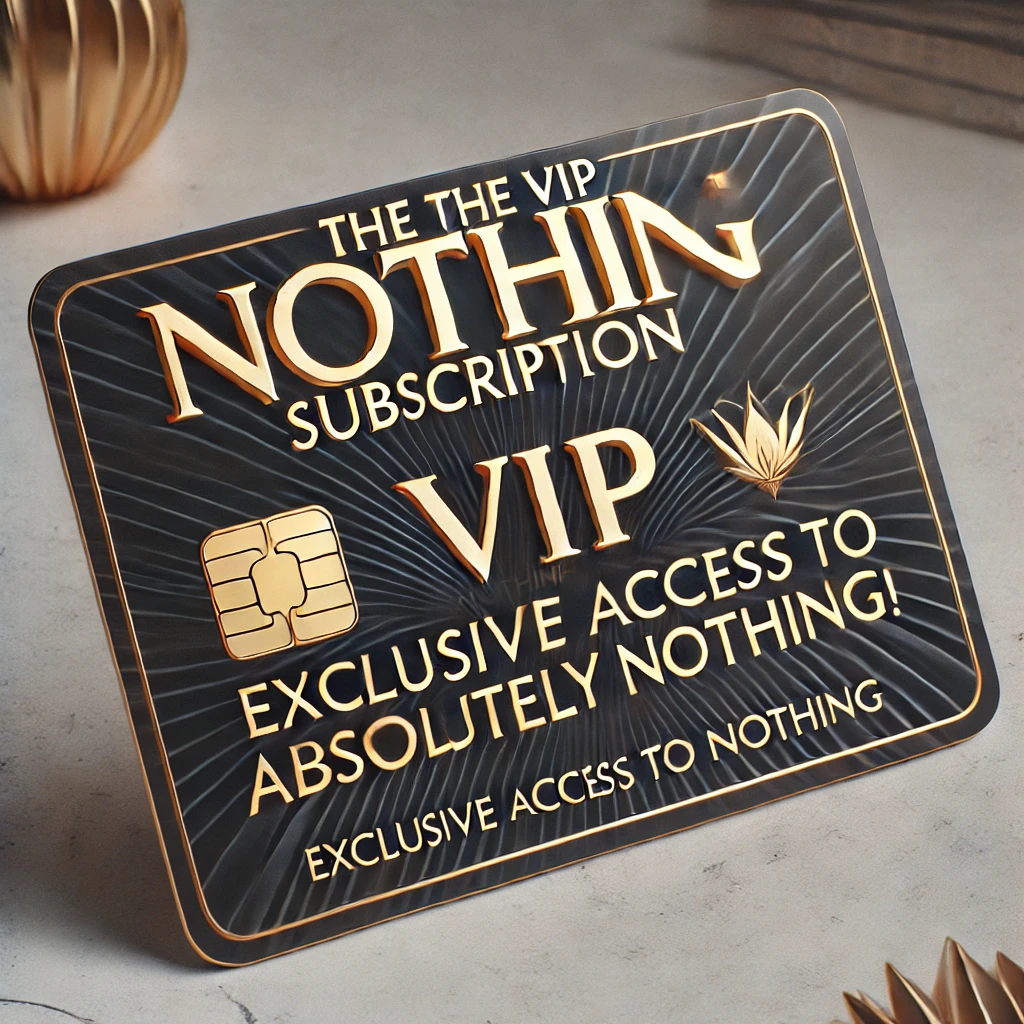 THE THE VIP
NOTHIN
SUBSCRIPTION
VIP
EXCLUSIVE ACCESS TO
ABSOLUTELY NOTHING!
EXCLUSIVE ACCESS TO NOTHING